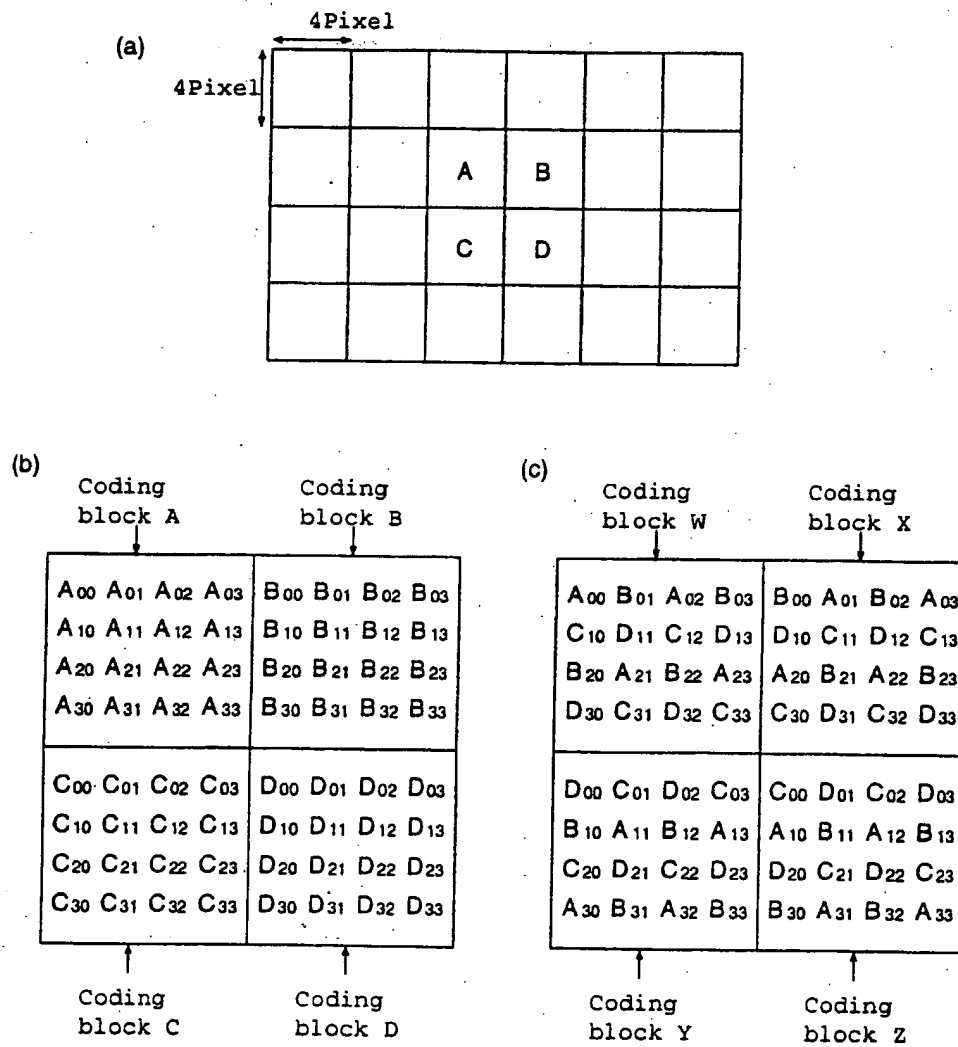 (a)
4Pixel
4Pixel
A B
C D
(b)
Coding block A
Coding block B
A00 A01 A02 A03 B00 B01 B02 B03
A10 A11 A12 A13 B10 B11 B12 B13
A20 A21 A22 A23 B20 B21 B22 B23
A30 A31 A32 A33 B30 B31 B32 B33
C00 C01 C02 C03 D00 D01 D02 D03
C10 C11 C12 C13 D10 D11 D12 D13
C20 C21 C22 C23 D20 D21 D22 D23
C30 C31 C32 C33 D30 D31 D32 D33
Coding block C
Coding block D
(c)
Coding block W
Coding block X
A00 B01 A02 B03 B00 A01 B02 A03
C10 D11 C12 D13 D10 C11 D12 C13
B20 A21 B22 A23 A20 B21 A22 B23
D30 C31 D32 C33 C30 D31 C32 D33
D00 C01 D02 C03 C00 D01 C02 D03
B10 A11 B12 A13 A10 B11 A12 B13
C20 D21 C22 D23 D20 C21 D22 C23
A30 B31 A32 B33 B30 A31 B32 A33
Coding block Y
Coding block Z